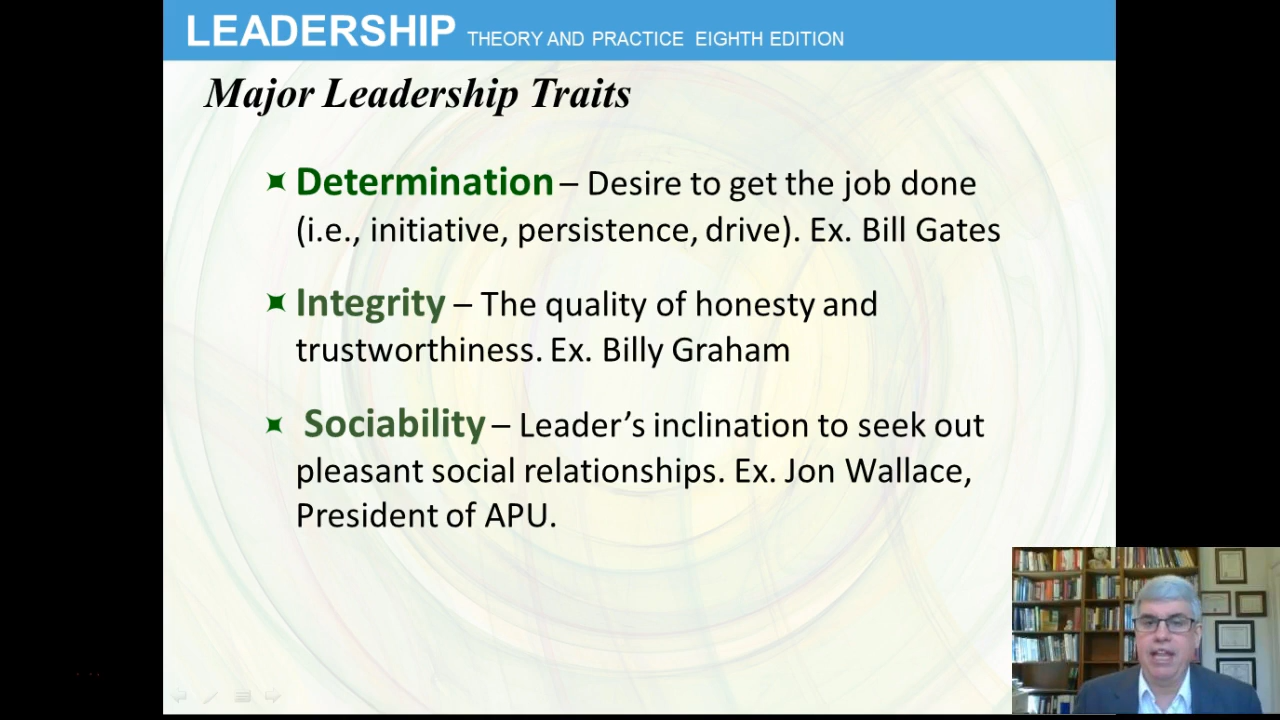 LEADERSHIP THEORY AND PRACTICE EIGHTH EDITION
Major Leadership Traits
Determination – Desire to get the job done
(i.e., initiative, persistence, drive). Ex. Bill Gates
Integrity – The quality of honesty and
trustworthiness. Ex. Billy Graham
Sociability – Leader’s inclination to seek out
pleasant social relationships. Ex. Jon Wallace,
President of APU.